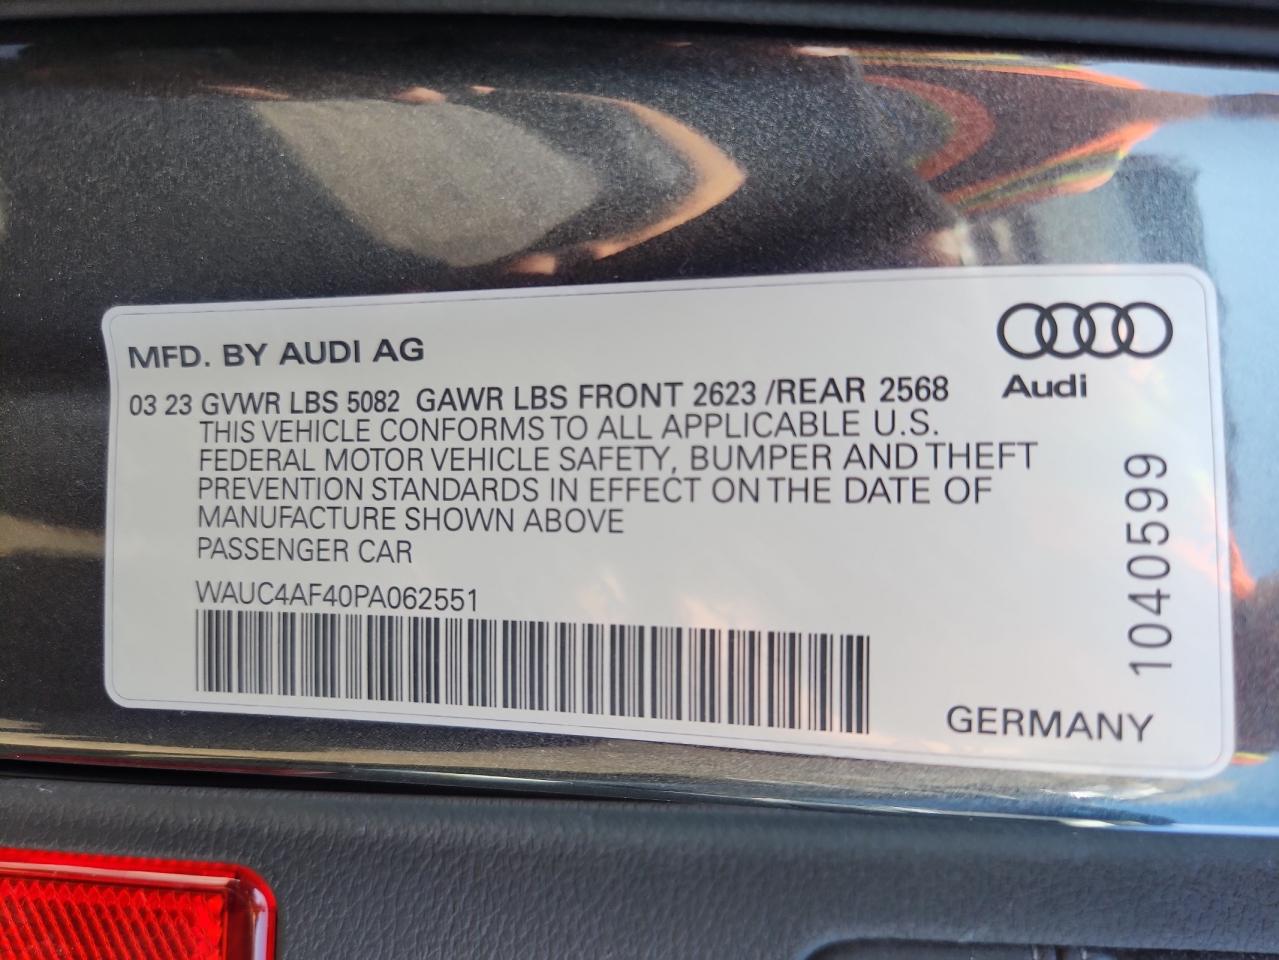 MFD. BY AUDI AG
Audi
03 23 GVWR LBS 5082 GAWR LBS FRONT 2623 /REAR 2568
THIS VEHICLE CONFORMS TO ALL APPLICABLE U.S.
FEDERAL MOTOR VEHICLE SAFETY, BUMPER AND THEFT
PREVENTION STANDARDS IN EFFECT ON THE DATE OF
MANUFACTURE SHOWN ABOVE
PASSENGER CAR
WAUC4AF40PA062551
1040599
GERMANY